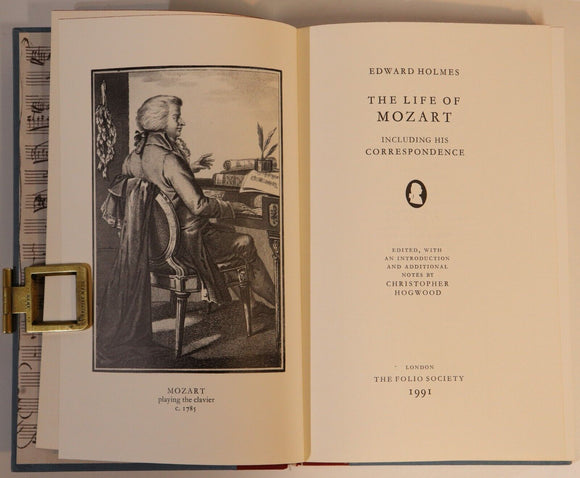 MOZART
playing the clavier
c. 1785
EDWARD HOLMES
THE LIFE OF
MOZART
INCLUDING HIS
CORRESPONDENCE
EDITED, WITH
AN INTRODUCTION
AND ADDITIONAL
NOTES BY
CHRISTOPHER
HOGWOOD
LONDON
THE FOLIO SOCIETY
1991